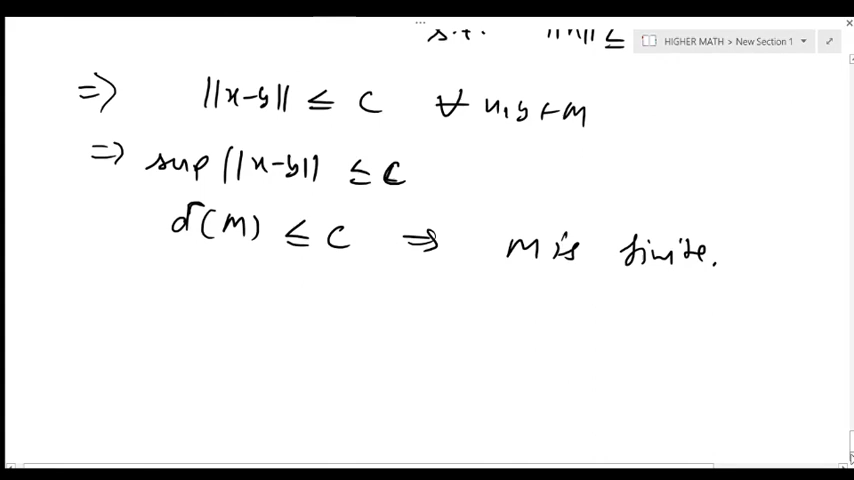 s.t. ||x|| ≤
HIGHER MATH > New Section 1
=> ||x-y|| ≤ C ∀ x, y ∈ M
=> sup ||x-y|| ≤ C
δ(M) ≤ C => M is finite.